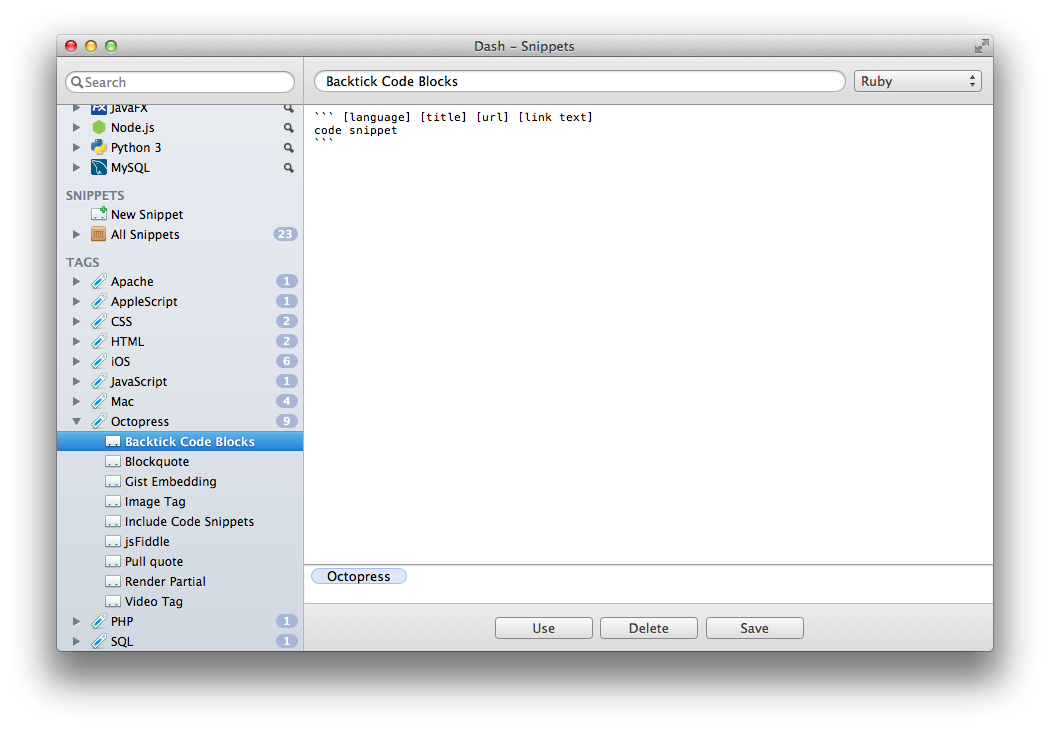 Dash – Snippets
Search
JavaFX
Node.js
Python 3
MySQL
SNIPPETS
New Snippet
All Snippets 23
TAGS
Apache 1
AppleScript 1
CSS 2
HTML 2
iOS 6
JavaScript 1
Mac 4
Octopress 9
Backtick Code Blocks
Blockquote
Gist Embedding
Image Tag
Include Code Snippets
jsFiddle
Pull quote
Render Partial
Video Tag
PHP 1
SQL 1
Backtick Code Blocks
Ruby
``` [language] [title] [url] [link text]
code snippet
```
Octopress
Use
Delete
Save